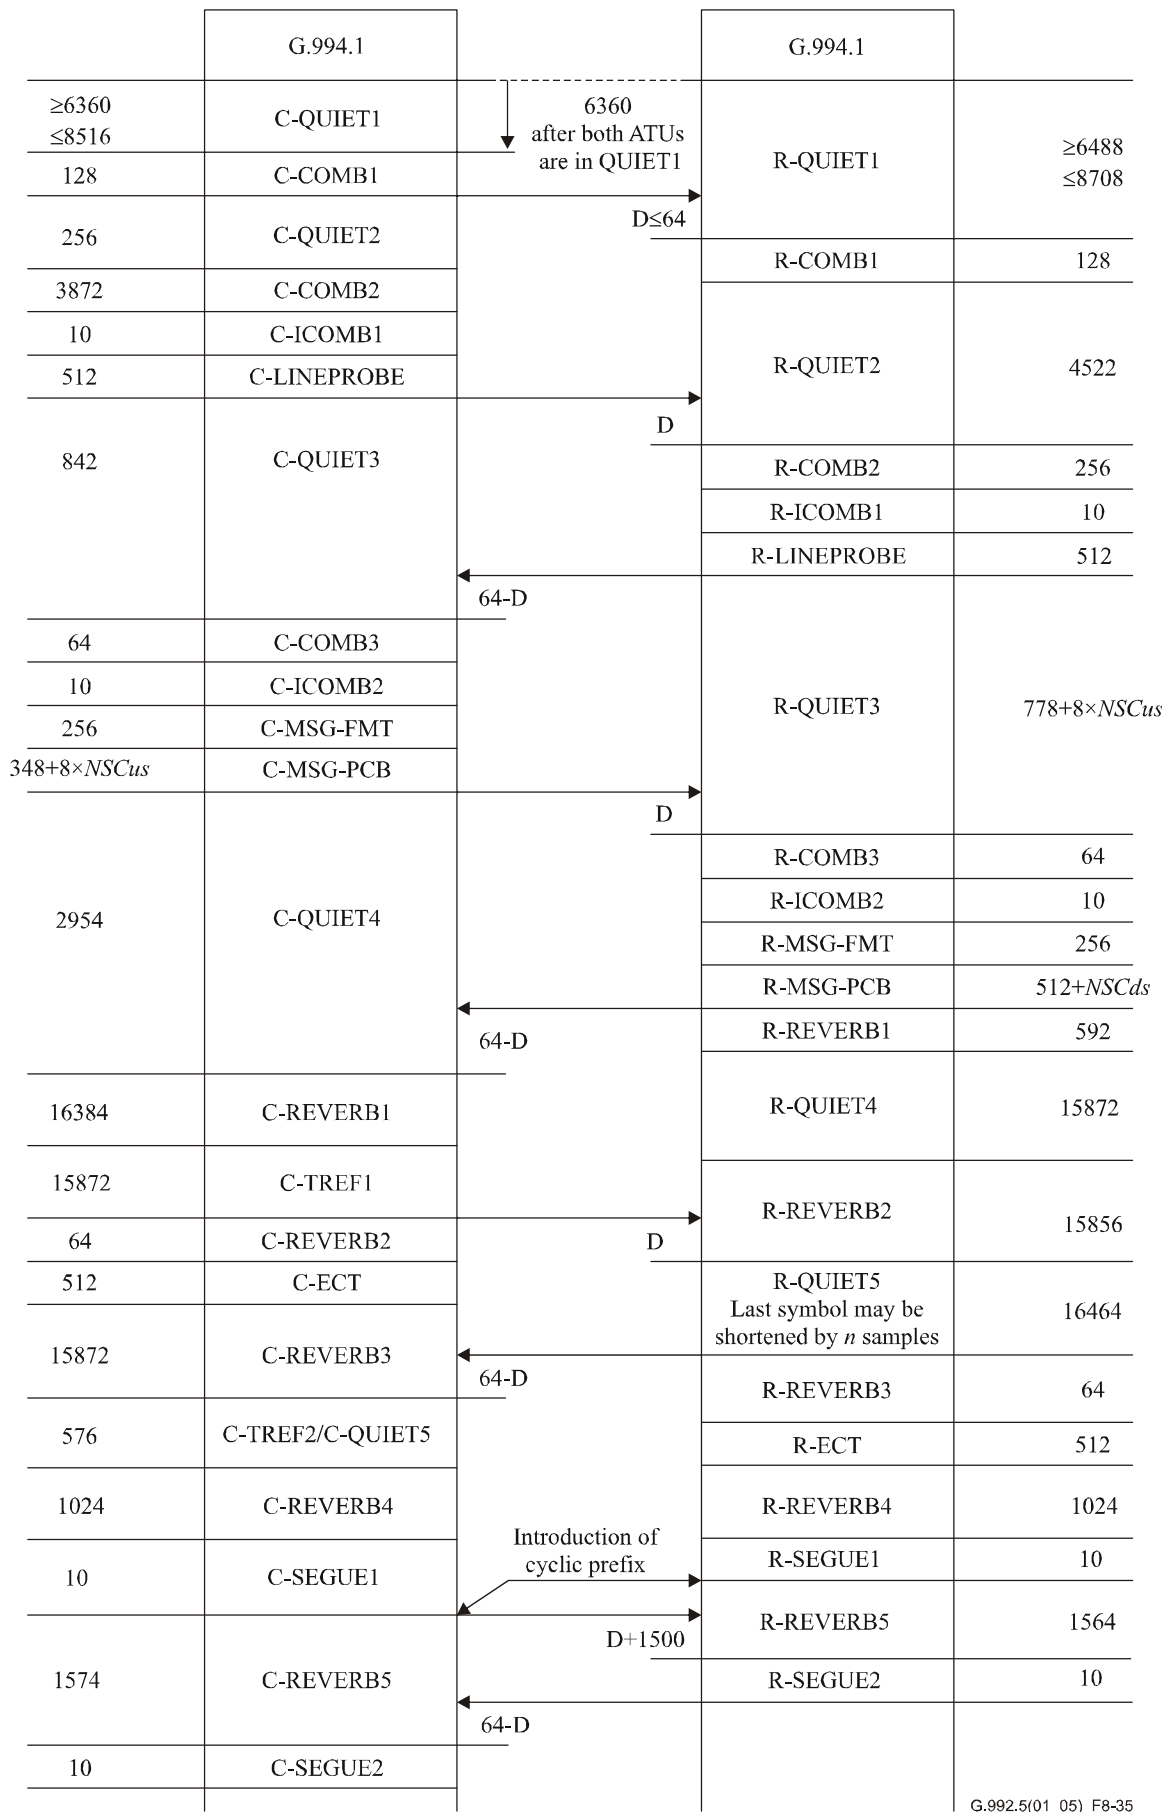 G.994.1 G.994.1
≥6360
≤8516
C-QUIET1
6360
after both ATUs
are in QUIET1
R-QUIET1
≥6488
≤8708
128 C-COMB1
D≤64
256 C-QUIET2
R-COMB1 128
3872 C-COMB2
10 C-ICOMB1
R-QUIET2 4522
512 C-LINEPROBE
D
842 C-QUIET3
R-COMB2 256
R-ICOMB1 10
R-LINEPROBE 512
64-D
64 C-COMB3
10 C-ICOMB2
R-QUIET3 778+8×NSCus
256 C-MSG-FMT
348+8×NSCus C-MSG-PCB
D
R-COMB3 64
R-ICOMB2 10
2954 C-QUIET4
R-MSG-FMT 256
R-MSG-PCB 512+NSCds
64-D
R-REVERB1 592
16384 C-REVERB1
R-QUIET4 15872
15872 C-TREF1
R-REVERB2 15856
64 C-REVERB2
D
512 C-ECT
R-QUIET5
Last symbol may be
shortened by n samples
16464
15872 C-REVERB3
64-D
R-REVERB3 64
576 C-TREF2/C-QUIET5
R-ECT 512
1024 C-REVERB4
R-REVERB4 1024
Introduction of
cyclic prefix
R-SEGUE1 10
10 C-SEGUE1
R-REVERB5 1564
D+1500
1574 C-REVERB5
R-SEGUE2 10
64-D
10 C-SEGUE2
G.992.5(01_05)_F8-35